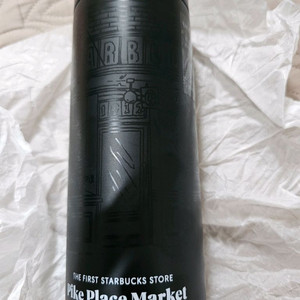 THE FIRST STARBUCKS STORE
Pike Place Market